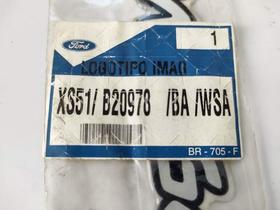 Ford
1
LOGOTIPO IMAG
XS51/ B20978 /BA /WSA
BR - 705 - F